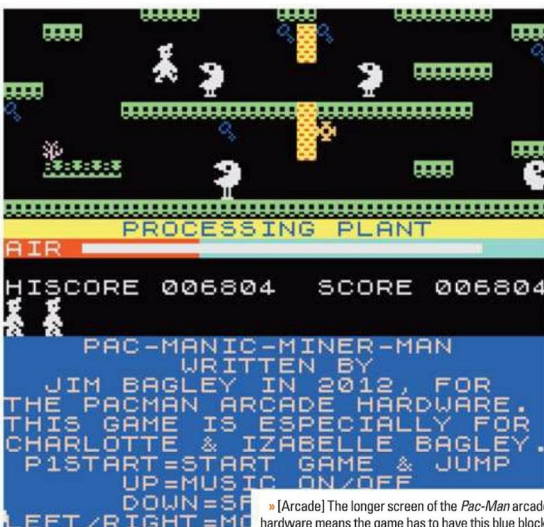 PROCESSING PLANT
AIR
HISCORE 006804 SCORE 006804
PAC-MANIC-MINER-MAN
WRITTEN BY
JIM BAGLEY IN 2012, FOR
THE PACMAN ARCADE HARDWARE.
THIS GAME IS ESPECIALLY FOR
CHARLOTTE & IZABELLE BAGLEY.
P1START=START GAME & JUMP
UP=MUSIC ON/OFF
DOWN=
LEFT/RIGHT=
» [Arcade] The longer screen of the Pac-Man arcade
hardware means the game has to have this blue block